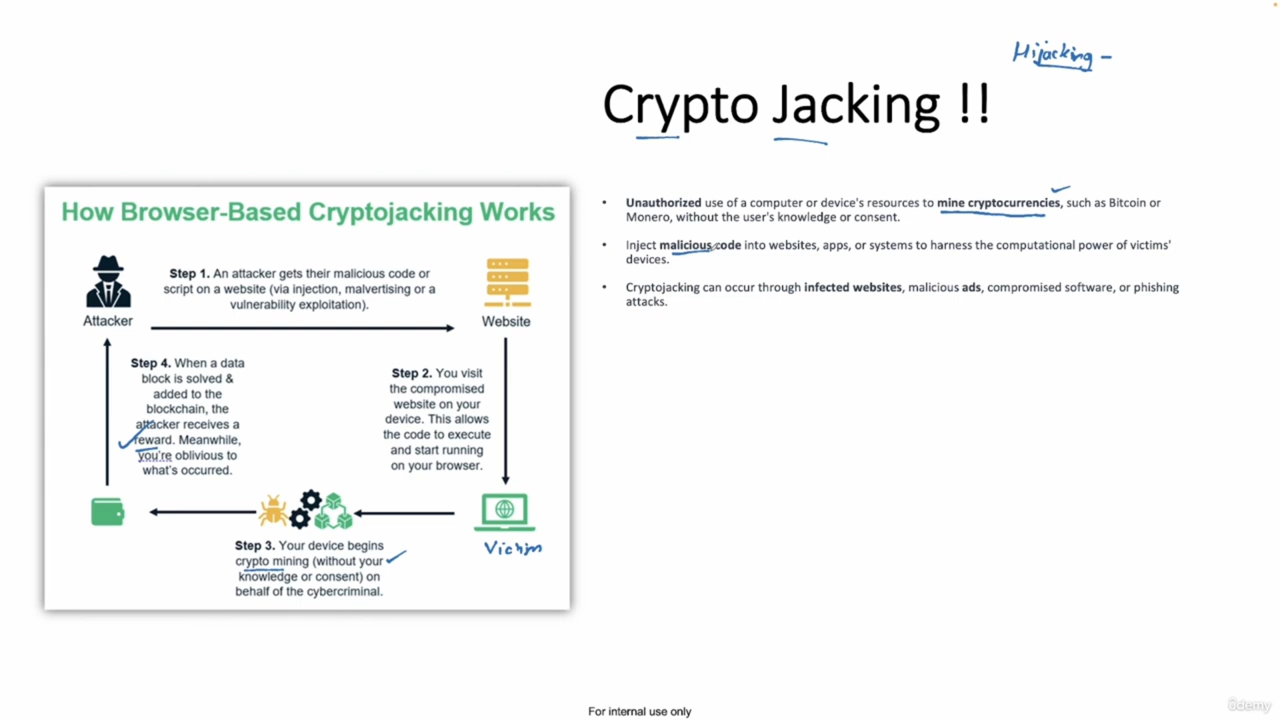 Hijacking -
Crypto Jacking !!
How Browser-Based Cryptojacking Works
Step 1. An attacker gets their malicious code or
script on a website (via injection, malvertising or a
vulnerability exploitation).
Attacker
Website
Step 2. You visit
the compromised
website on your
device. This allows
the code to execute
and start running
on your browser.
Step 4. When a data
block is solved &
added to the
blockchain, the
attacker receives a
reward. Meanwhile,
you're oblivious to
what's occurred.
Step 3. Your device begins
crypto mining (without your
knowledge or consent) on
behalf of the cybercriminal.
Victim
• Unauthorized use of a computer or device's resources to mine cryptocurrencies, such as Bitcoin or
Monero, without the user's knowledge or consent.
• Inject malicious code into websites, apps, or systems to harness the computational power of victims'
devices.
• Cryptojacking can occur through infected websites, malicious ads, compromised software, or phishing
attacks.
For internal use only
ûdemy